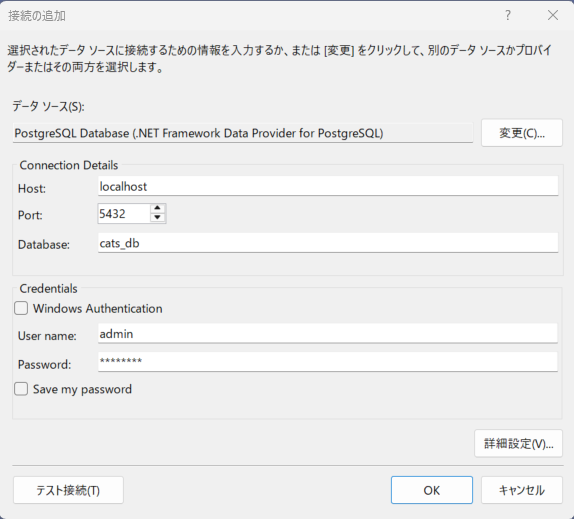 接続の追加
?
選択されたデータ ソースに接続するための情報を入力するか、または [変更] をクリックして、別のデータ ソースかプロバイ
ダーまたはその両方を選択します。
データ ソース(S):
PostgreSQL Database (.NET Framework Data Provider for PostgreSQL)
変更(C)...
Connection Details
Host: localhost
Port: 5432
Database: cats_db
Credentials
Windows Authentication
User name: admin
Password: ********
Save my password
詳細設定(V)...
テスト接続(T)
OK
キャンセル